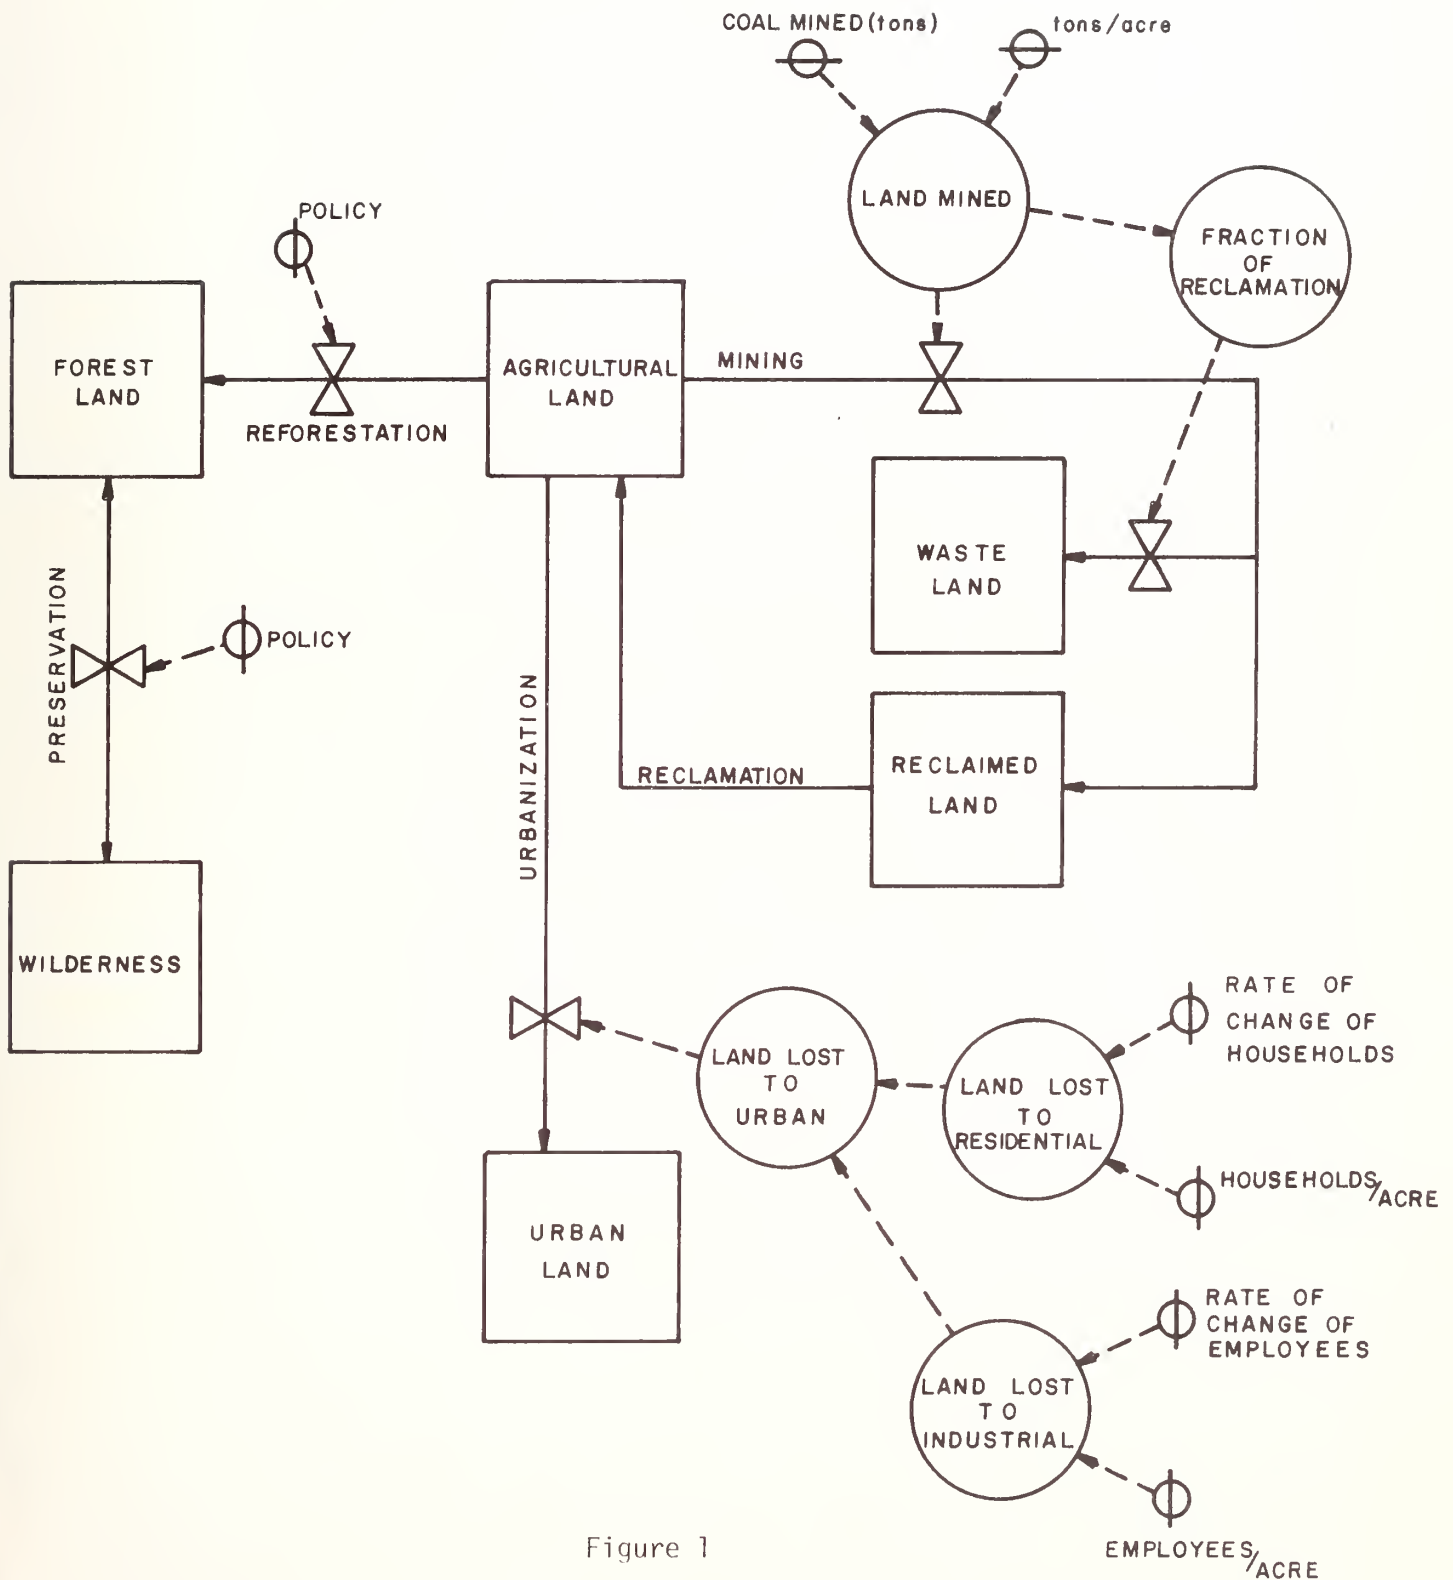 COAL MINED (tons)
tons/acre
LAND MINED
POLICY
FRACTION
OF
RECLAMATION
FOREST
LAND
AGRICULTURAL
LAND
MINING
REFORESTATION
WASTE
LAND
PRESERVATION
POLICY
URBANIZATION
RECLAMATION
RECLAIMED
LAND
WILDERNESS
RATE OF
CHANGE OF
HOUSEHOLDS
LAND LOST
TO
URBAN
LAND LOST
TO
RESIDENTIAL
HOUSEHOLDS/ACRE
URBAN
LAND
RATE OF
CHANGE OF
EMPLOYEES
LAND LOST
TO
INDUSTRIAL
EMPLOYEES/ACRE
Figure 1